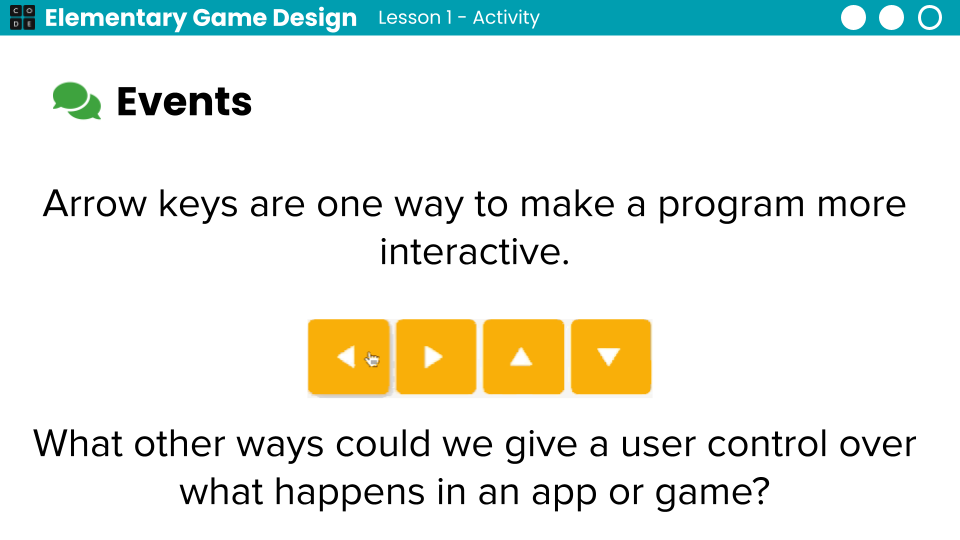 CODE Elementary Game Design Lesson 1 - Activity
Events
Arrow keys are one way to make a program more
interactive.
What other ways could we give a user control over
what happens in an app or game?